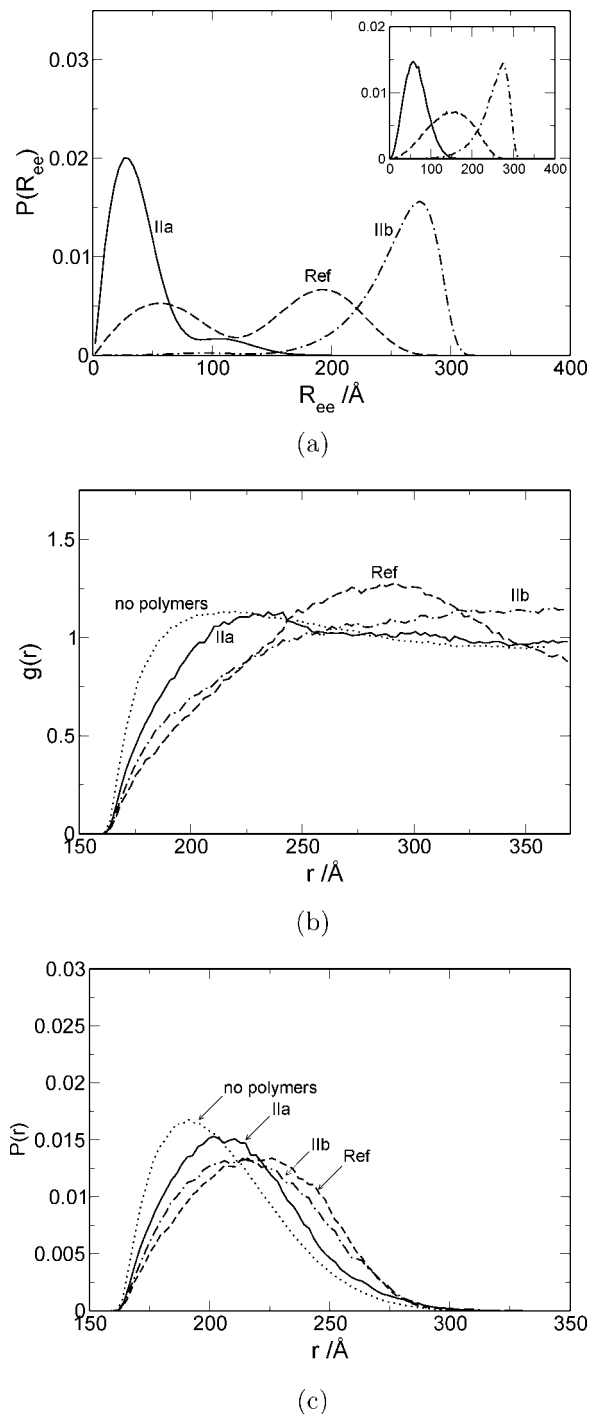 0.03
0.02
0.01
0
P(R_ee)
0 100 200 300 400
R_ee /Å
IIa
Ref
IIb
0.02
0.01
0
0 100 200 300 400
(a)
1.5
1
0.5
0
g(r)
no polymers
IIa
Ref
IIb
150 200 250 300 350
r /Å
(b)
0.03
0.025
0.02
0.015
0.01
0.005
0
P(r)
no polymers
IIa
IIb
Ref
150 200 250 300 350
r /Å
(c)